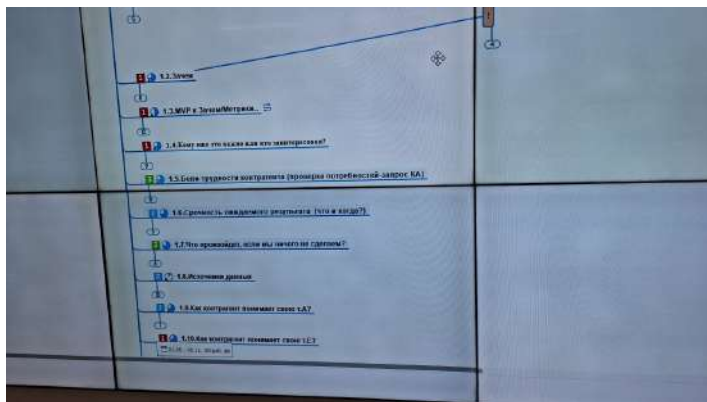 1.2.Зачем
1.3.MVP к Зачем/Метрики..
1.4.Кому еще это важно как кто заинтересован?
1.5.Боли трудности контрагента (проверка потребностей-запрос КА)
1.6.Срочность ожидаемого результата (что и когда?)
1.7.Что произойдет, если мы ничего не сделаем?
1.8.Источники данных
1.9.Как контрагент понимает свою т.А?
1.10.Как контрагент понимает свою т.Б?